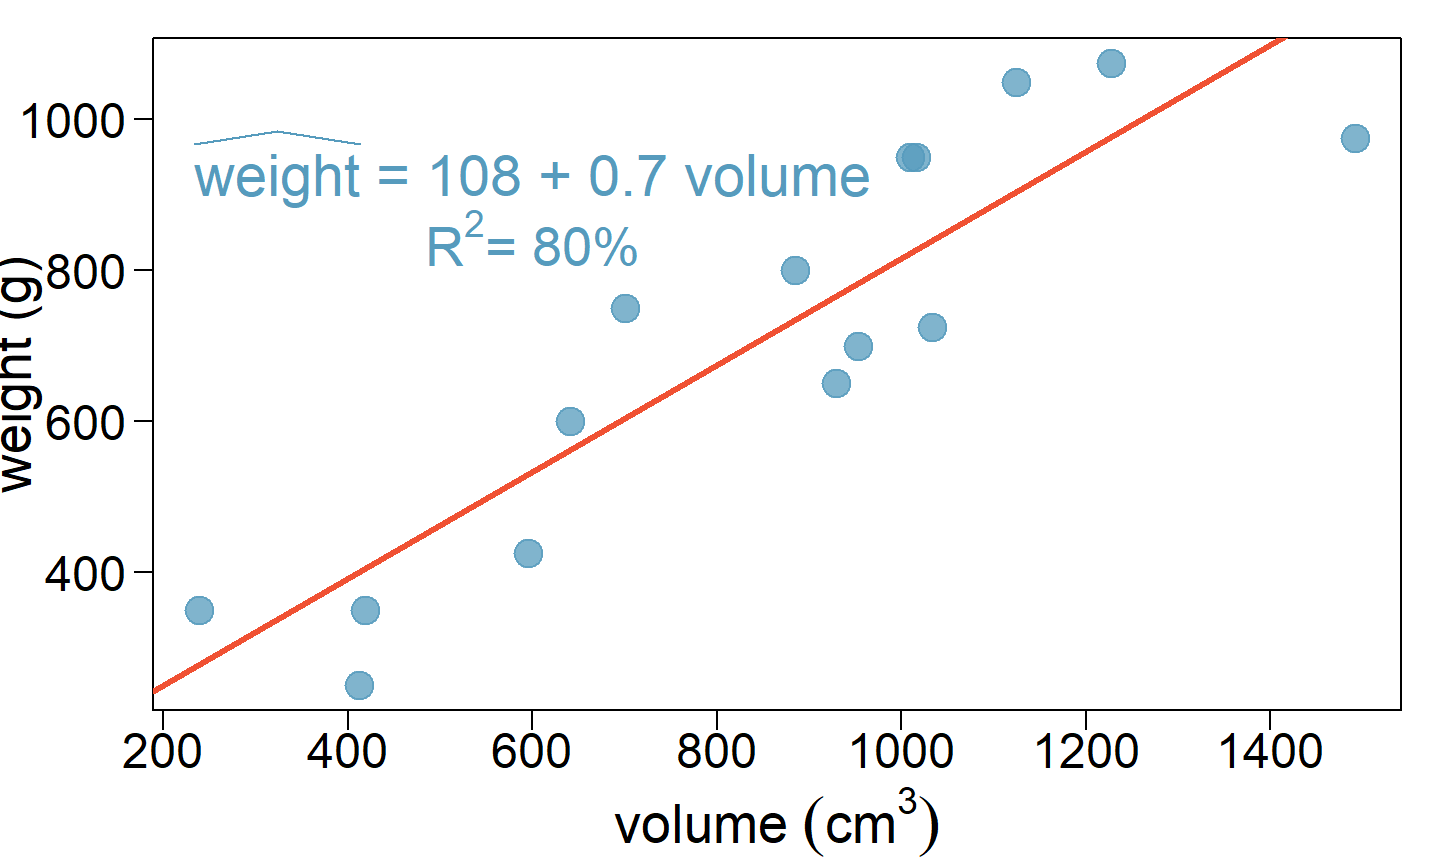 1000
800
600
400
weight (g)
weight = 108 + 0.7 volume
R²= 80%
200 400 600 800 1000 1200 1400
volume (cm³)